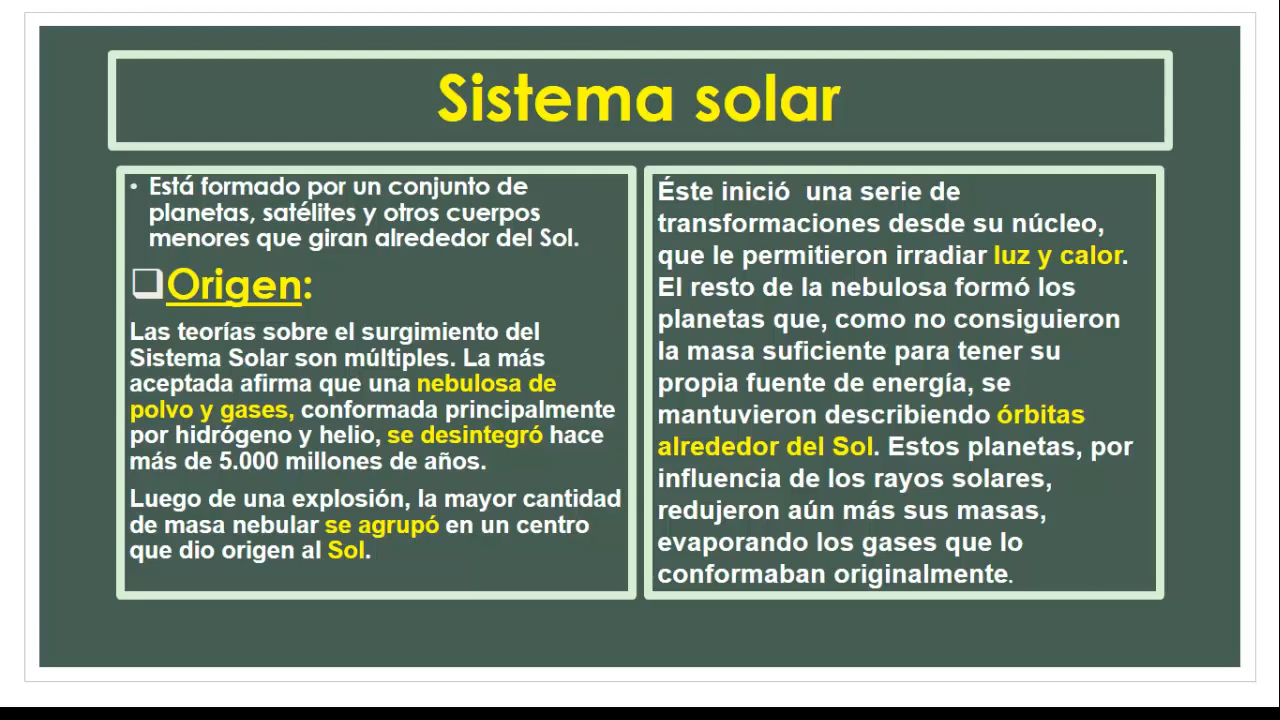 Sistema solar
• Está formado por un conjunto de
planetas, satélites y otros cuerpos
menores que giran alrededor del Sol.
❑Origen:
Las teorías sobre el surgimiento del
Sistema Solar son múltiples. La más
aceptada afirma que una nebulosa de
polvo y gases, conformada principalmente
por hidrógeno y helio, se desintegró hace
más de 5.000 millones de años.
Luego de una explosión, la mayor cantidad
de masa nebular se agrupó en un centro
que dio origen al Sol.
Éste inició una serie de
transformaciones desde su núcleo,
que le permitieron irradiar luz y calor.
El resto de la nebulosa formó los
planetas que, como no consiguieron
la masa suficiente para tener su
propia fuente de energía, se
mantuvieron describiendo órbitas
alrededor del Sol. Estos planetas, por
influencia de los rayos solares,
redujeron aún más sus masas,
evaporando los gases que lo
conformaban originalmente.